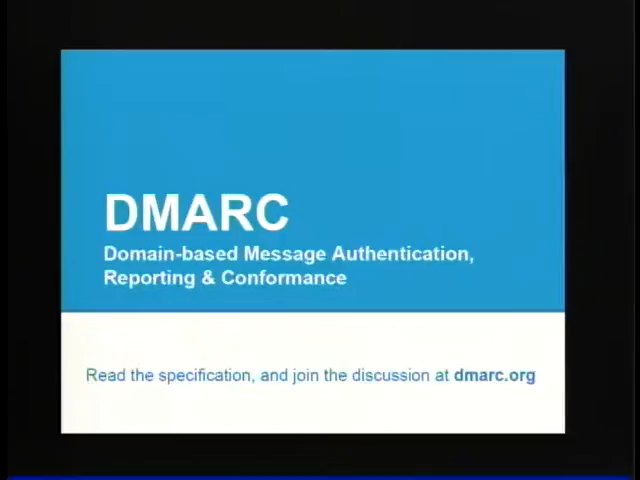 DMARC
Domain-based Message Authentication,
Reporting & Conformance
Read the specification, and join the discussion at dmarc.org